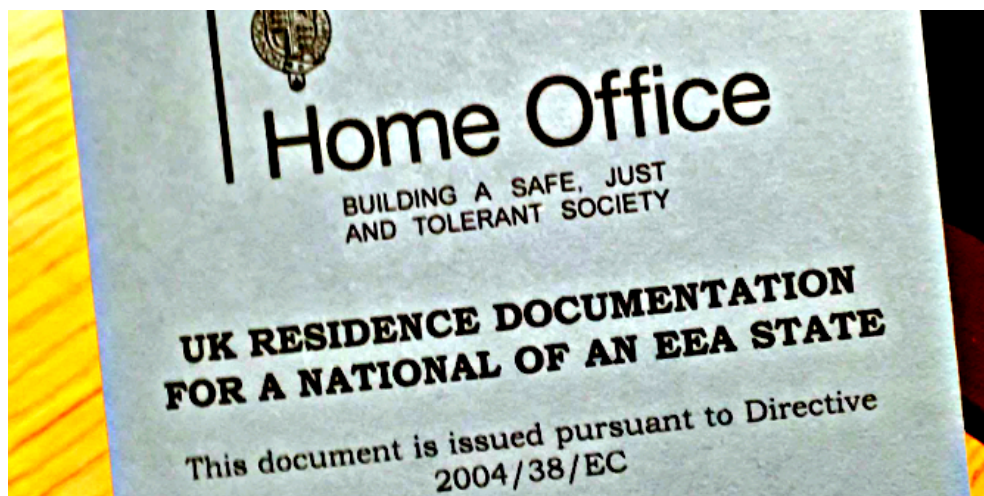 Home Office
BUILDING A SAFE, JUST
AND TOLERANT SOCIETY
UK RESIDENCE DOCUMENTATION
FOR A NATIONAL OF AN EEA STATE
This document is issued pursuant to Directive
2004/38/EC